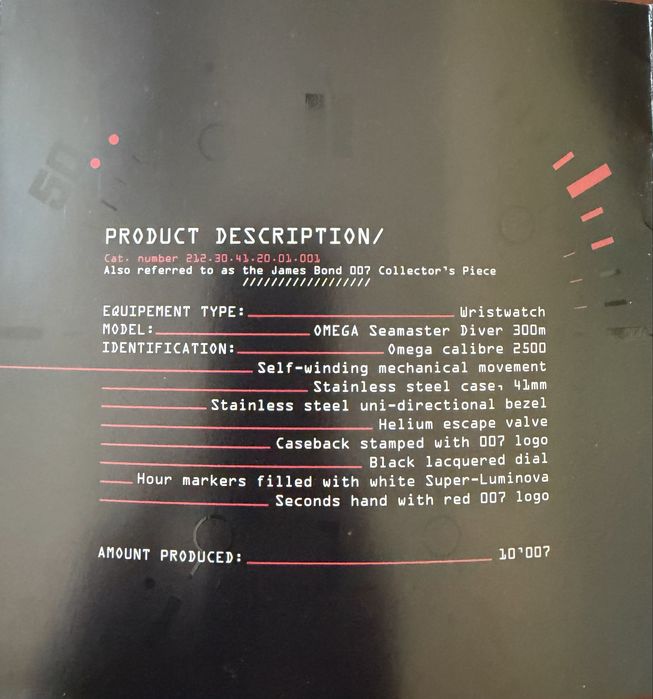 50
PRODUCT DESCRIPTION/
Cat. number 212.30.41.20.01.001
Also referred to as the James Bond 007 Collector's Piece
//////////////////
EQUIPEMENT TYPE: Wristwatch
MODEL: OMEGA Seamaster Diver 300m
IDENTIFICATION: Omega calibre 2500
Self-winding mechanical movement
Stainless steel case, 41mm
Stainless steel uni-directional bezel
Helium escape valve
Caseback stamped with 007 logo
Black lacquered dial
Hour markers filled with white Super-Luminova
Seconds hand with red 007 logo
AMOUNT PRODUCED: 10'007